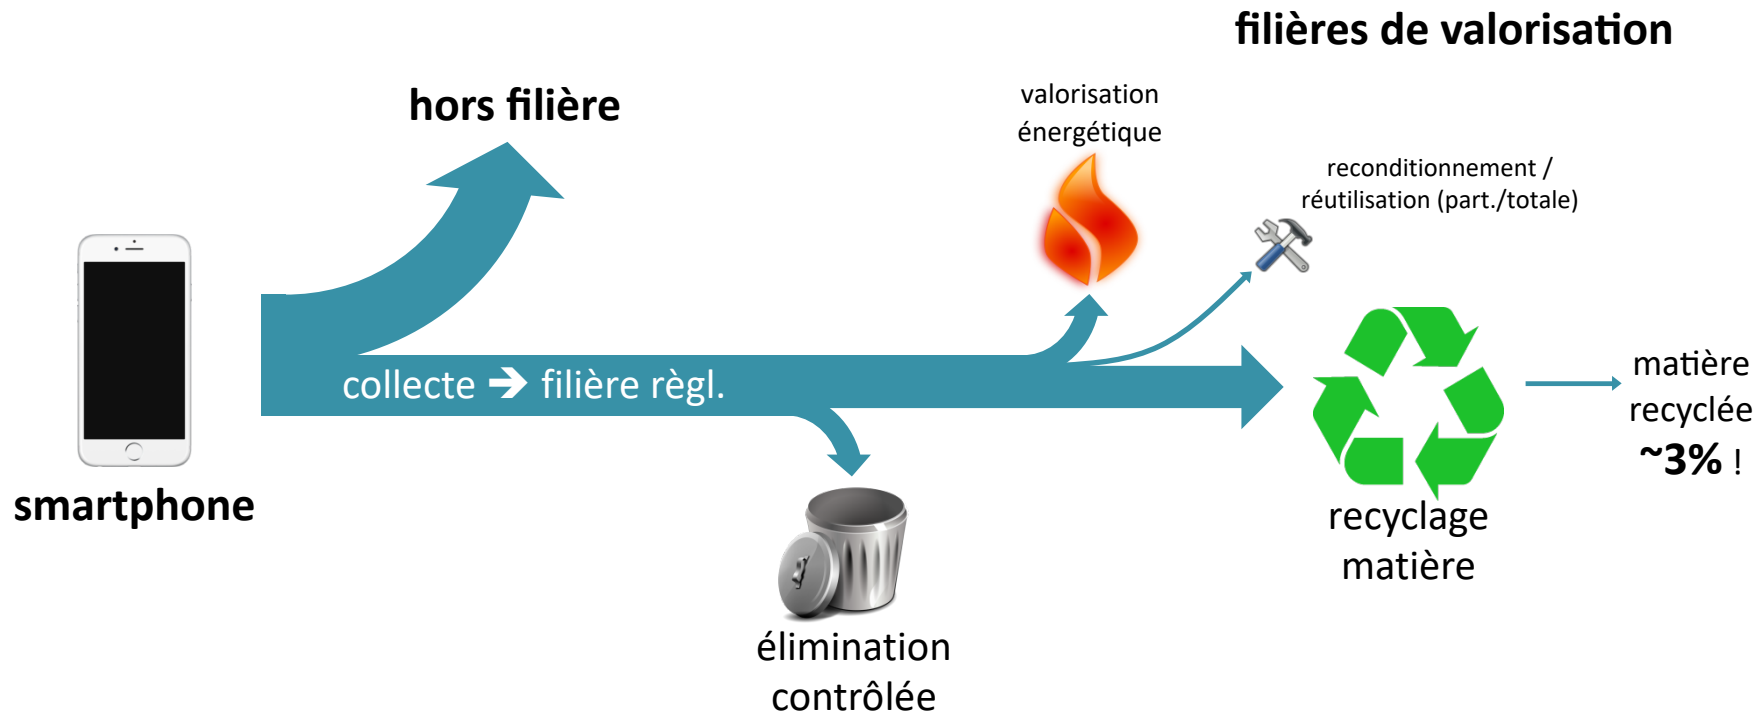 filières de valorisation
hors filière
valorisation
énergétique
reconditionnement /
réutilisation (part./totale)
smartphone
collecte ➔ filière règl.
matière
recyclée
~3% !
recyclage
matière
élimination
contrôlée